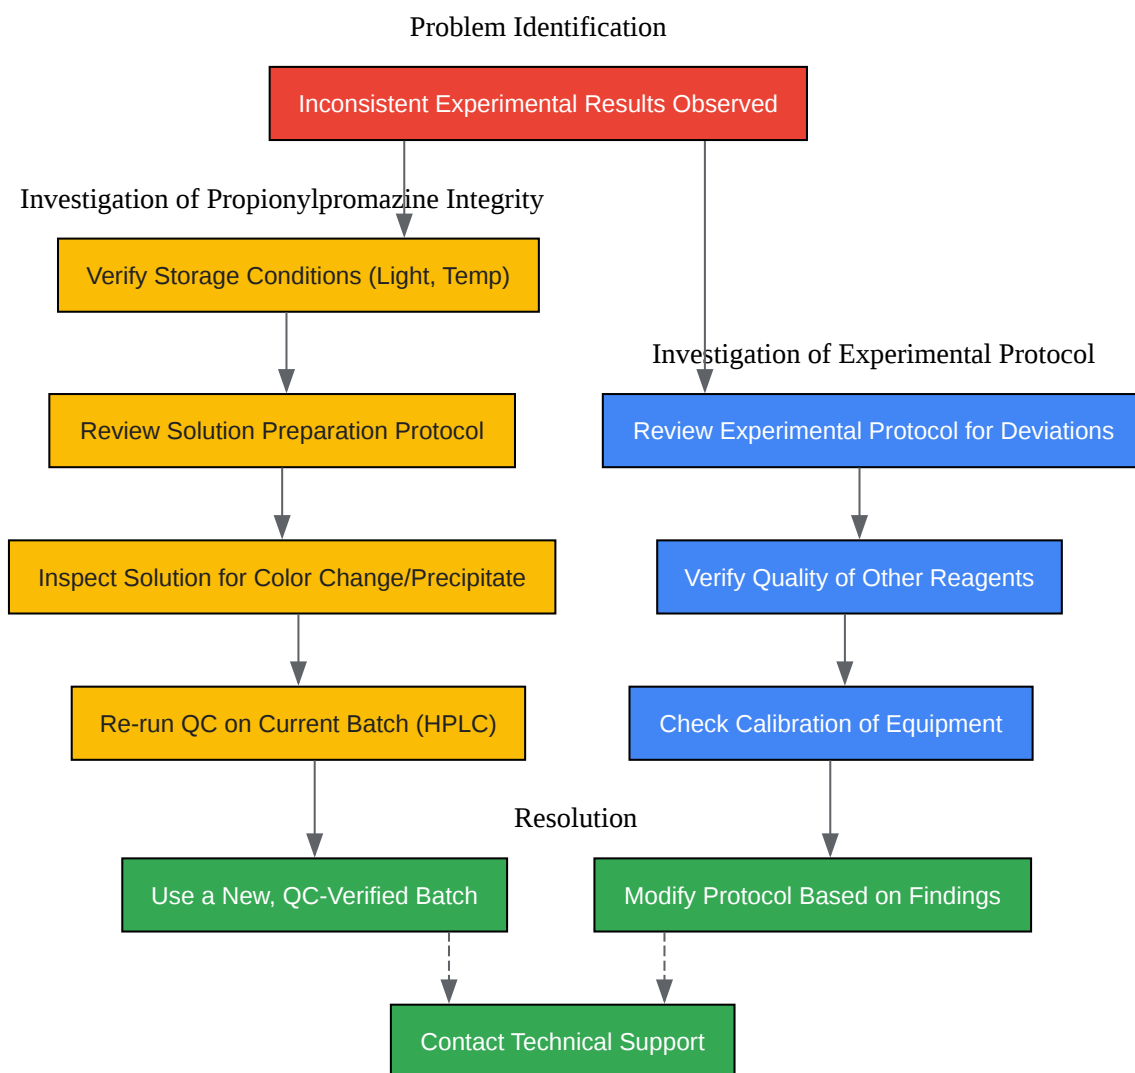 Problem Identification
Inconsistent Experimental Results Observed
Investigation of Propionylpromazine Integrity
Verify Storage Conditions (Light, Temp)
Review Solution Preparation Protocol
Inspect Solution for Color Change/Precipitate
Re-run QC on Current Batch (HPLC)
Investigation of Experimental Protocol
Review Experimental Protocol for Deviations
Verify Quality of Other Reagents
Check Calibration of Equipment
Resolution
Use a New, QC-Verified Batch
Modify Protocol Based on Findings
Contact Technical Support